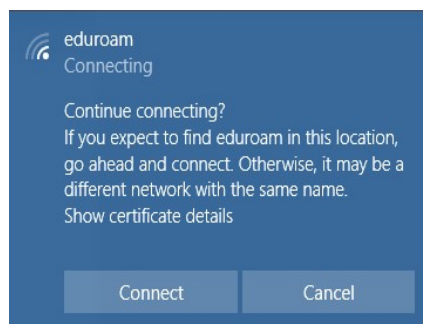 eduroam
Connecting
Continue connecting?
If you expect to find eduroam in this location,
go ahead and connect. Otherwise, it may be a
different network with the same name.
Show certificate details
Connect
Cancel